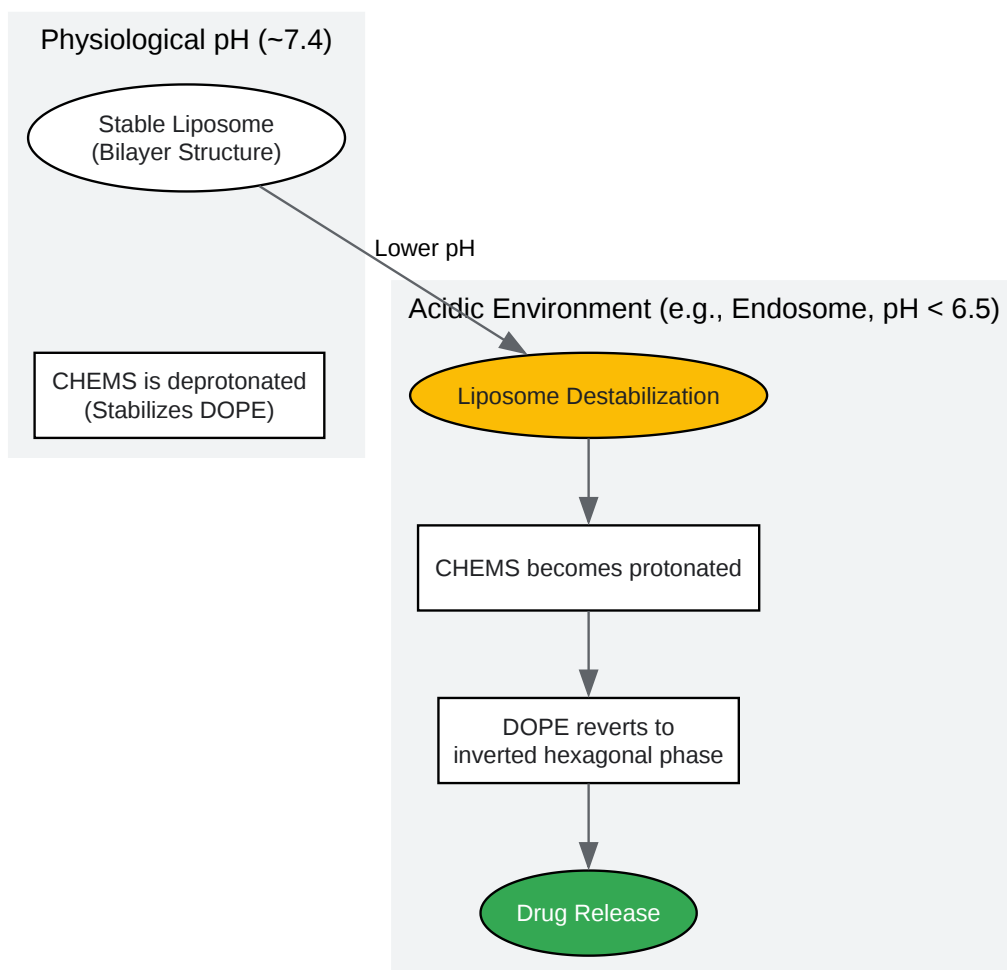 Physiological pH (~7.4)
Stable Liposome
(Bilayer Structure)
Lower pH
CHEMS is deprotonated
(Stabilizes DOPE)
Acidic Environment (e.g., Endosome, pH < 6.5)
Liposome Destabilization
CHEMS becomes protonated
DOPE reverts to
inverted hexagonal phase
Drug Release